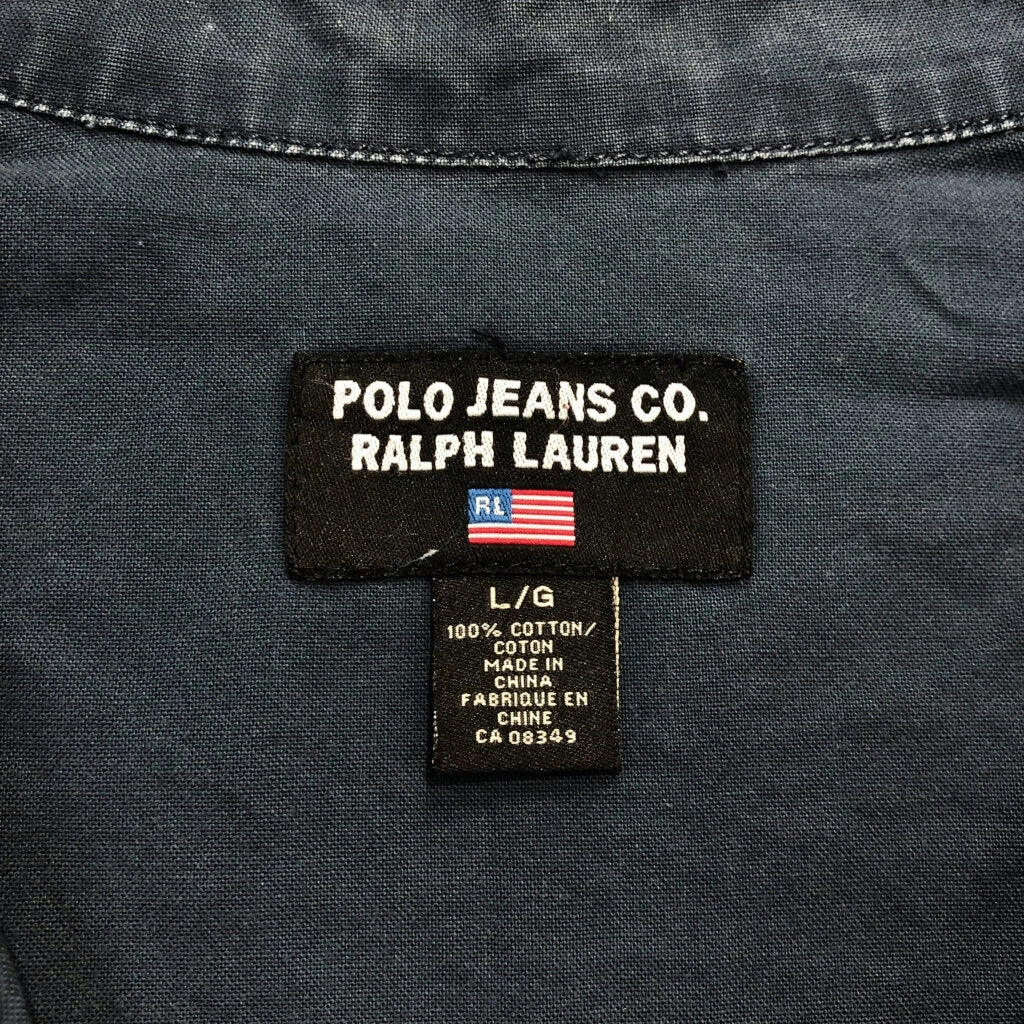 POLO JEANS CO.
RALPH LAUREN
RL
L/G
100% COTTON/
COTON
MADE IN
CHINA
FABRIQUE EN
CHINE
CA 08349